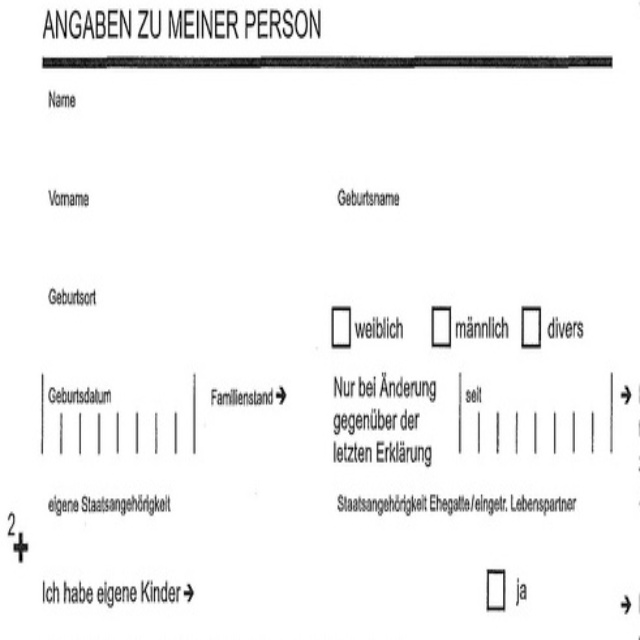 ANGABEN ZU MEINER PERSON
Name
Vorname Geburtsname
Geburtsort
weiblich männlich divers
Geburtsdatum Familienstand → Nur bei Änderung gegenüber der letzten Erklärung seit →
eigene Staatsangehörigkeit Staatsangehörigkeit Ehegatte/eingetr. Lebenspartner
2
+
Ich habe eigene Kinder → ja →